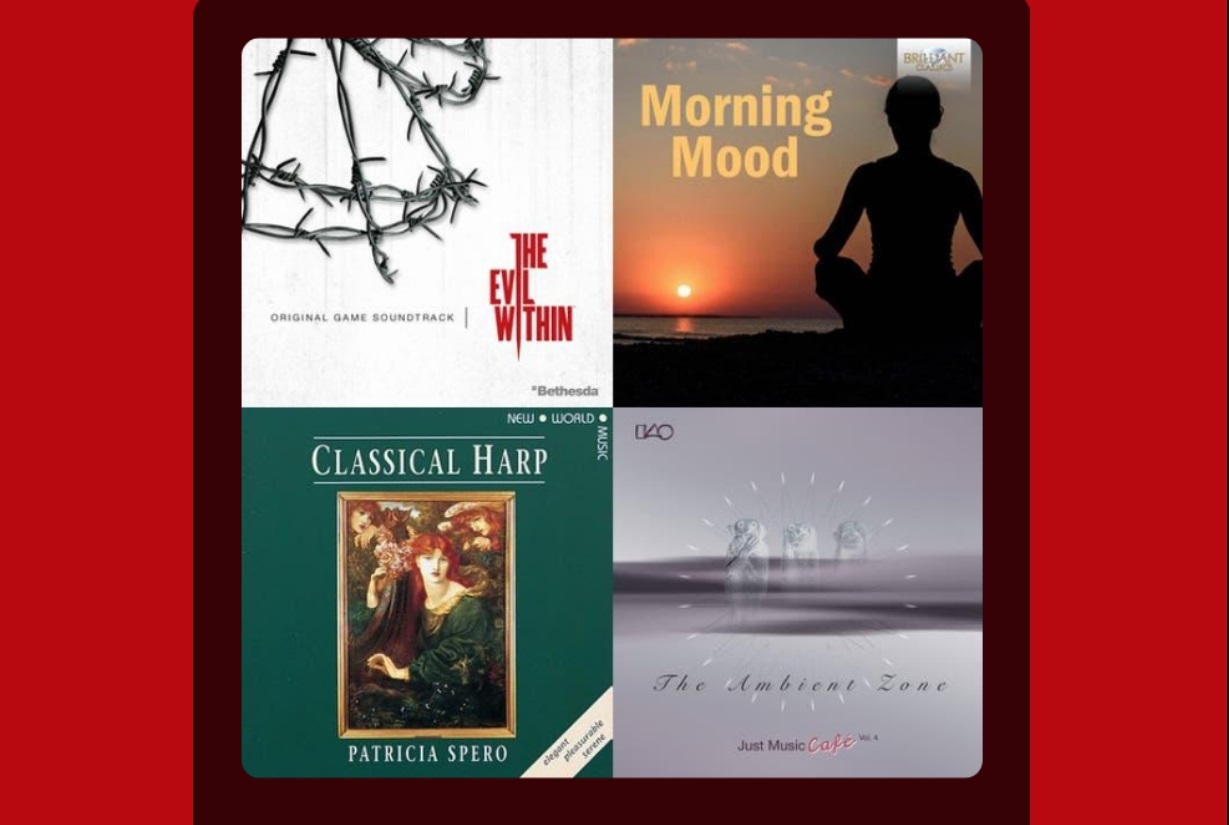 THE
EVIL
WITHIN
ORIGINAL GAME SOUNDTRACK
Bethesda
BRILLIANT
CLASSICS
Morning
Mood
NEW • WORLD • MUSIC
CLASSICAL HARP
PATRICIA SPERO
elegant
pleasurable
serene
The Ambient Zone
Just Music Café Vol. 4